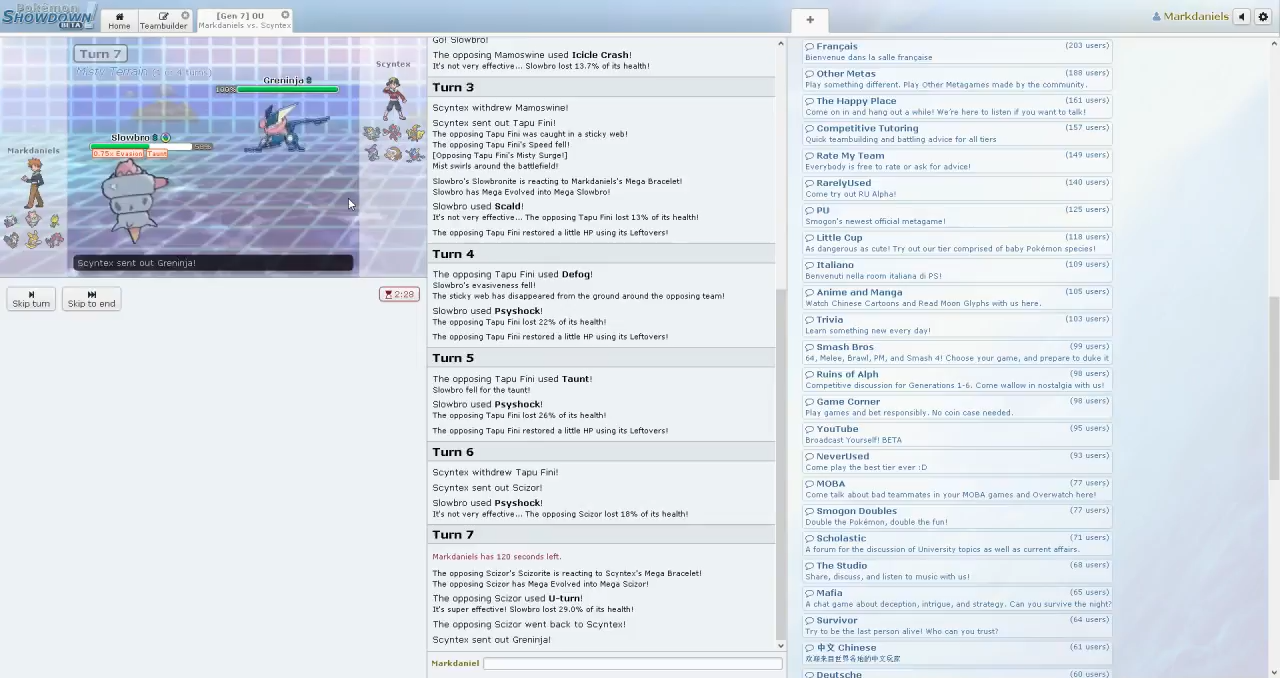 Pokémon
SHOWDOWN
BETA
Home
Teambuilder
[Gen 7] OU
Markdaniels vs. Scyntex
+
Markdaniels
Turn 7
Misty Terrain
Greninja
100%
Scyntex
Slowbro
0.75x Evasion Taunt
Markdaniels
Scyntex sent out Greninja!
Skip turn
Skip to end
2:29
Go! Slowbro!
The opposing Mamoswine used Icicle Crash!
It's not very effective... Slowbro lost 13.7% of its health!
Turn 3
Scyntex withdrew Mamoswine!
Scyntex sent out Tapu Fini!
The opposing Tapu Fini was caught in a sticky web!
The opposing Tapu Fini's
[Opposing Tapu Fini's Misty Surge!]
Mist swirls around the battlefield!
Slowbro's Slowbronite is reacting to Markdaniels's Mega Bracelet!
Slowbro has Mega Evolved into Mega Slowbro!
Slowbro used Scald!
It's not very effective... The opposing Tapu Fini lost 13% of its health!
The opposing Tapu Fini restored a little HP using its Leftovers!
Turn 4
The opposing Tapu Fini used Defog!
Slowbro's evasiveness fell!
The sticky web has disappeared from the ground around the opposing team!
Slowbro used Psyshock!
The opposing Tapu Fini lost 22% of its health!
The opposing Tapu Fini restored a little HP using its Leftovers!
Turn 5
The opposing Tapu Fini used Taunt!
Slowbro fell for the taunt!
Slowbro used Psyshock!
The opposing Tapu Fini lost 26% of its health!
The opposing Tapu Fini restored a little HP using its Leftovers!
Turn 6
Scyntex withdrew Tapu Fini!
Scyntex sent out Scizor!
Slowbro used Psyshock!
It's not very effective... The opposing Scizor lost 18% of its health!
Turn 7
Markdaniels has 120 seconds left.
The opposing Scizor's Scizorite is reacting to Scyntex's Mega Bracelet!
The opposing Scizor has Mega Evolved into Mega Scizor!
The opposing Scizor used U-turn!
It's super effective! Slowbro lost 29.0% of its health!
The opposing Scizor went back to Scyntex!
Scyntex sent out Greninja!
Markdaniel
Français (203 users)
Bienvenue dans la salle française
Other Metas (188 users)
Play something different. Play Other Metagames made by the community.
The Happy Place (161 users)
Come on in and hang out a while! We're here to listen if you want to talk!
Competitive Tutoring (157 users)
Quick teambuilding and battling advice for all tiers
Rate My Team (149 users)
Everybody is free to rate or ask for advice!
RarelyUsed (140 users)
Come try out RU Alpha!
PU (125 users)
Smogon's newest official metagame!
Little Cup (118 users)
As dangerous as cute! Try out our tier comprised of baby Pokémon species!
Italiano (109 users)
Benvenuti nella room italiana di PS!
Anime and Manga (105 users)
Watch Chinese Cartoons and Read Moon Glyphs with us here.
Trivia (103 users)
Learn something new every day!
Smash Bros (99 users)
64, Melee, Brawl, PM, and Smash 4! Choose your game, and prepare to duke it
Ruins of Alph (98 users)
Competitive discussion for Generations 1-6. Come wallow in nostalgia with us!
Game Corner (98 users)
Play games and bet responsibly. No coin case needed.
YouTube (95 users)
Broadcast Yourself! BETA
NeverUsed (93 users)
Come play the best tier ever :D
MOBA (77 users)
Come talk about bad teammates in your MOBA games and Overwatch here!
Smogon Doubles (77 users)
Double the Pokémon, double the fun!
Scholastic (71 users)
A forum for the discussion of University topics as well as current affairs.
The Studio (68 users)
Share, discuss, and listen to music with us!
Mafia (65 users)
A chat game about deception, intrigue, and strategy. Can you survive the night?
Survivor (64 users)
Try to be the last person alive! Who can you trust?
中文 Chinese (61 users)
欢迎来自世界各地的中文玩家
Deutsche (60 users)